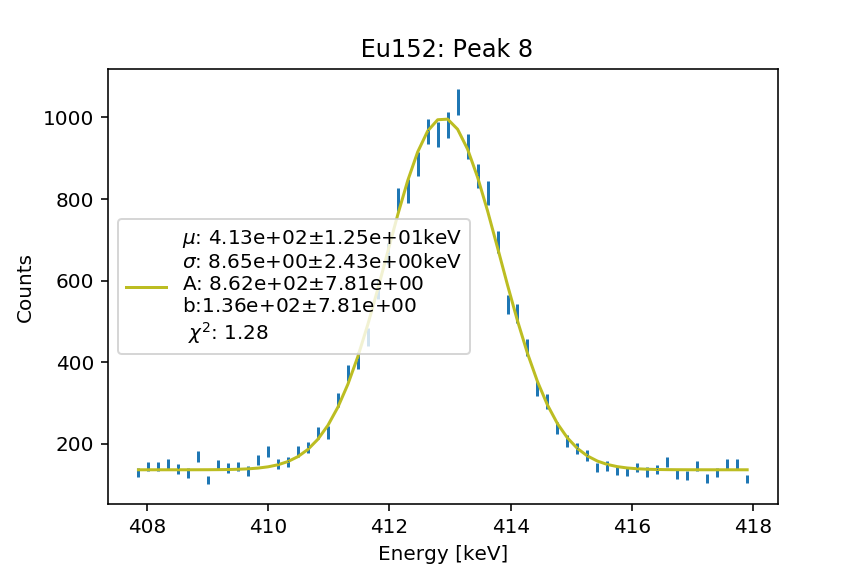 Eu152: Peak 8
Counts
1000
800
600
400
200
μ: 4.13e+02±1.25e+01keV
σ: 8.65e+00±2.43e+00keV
A: 8.62e+02±7.81e+00
b:1.36e+02±7.81e+00
χ²: 1.28
408 410 412 414 416 418
Energy [keV]